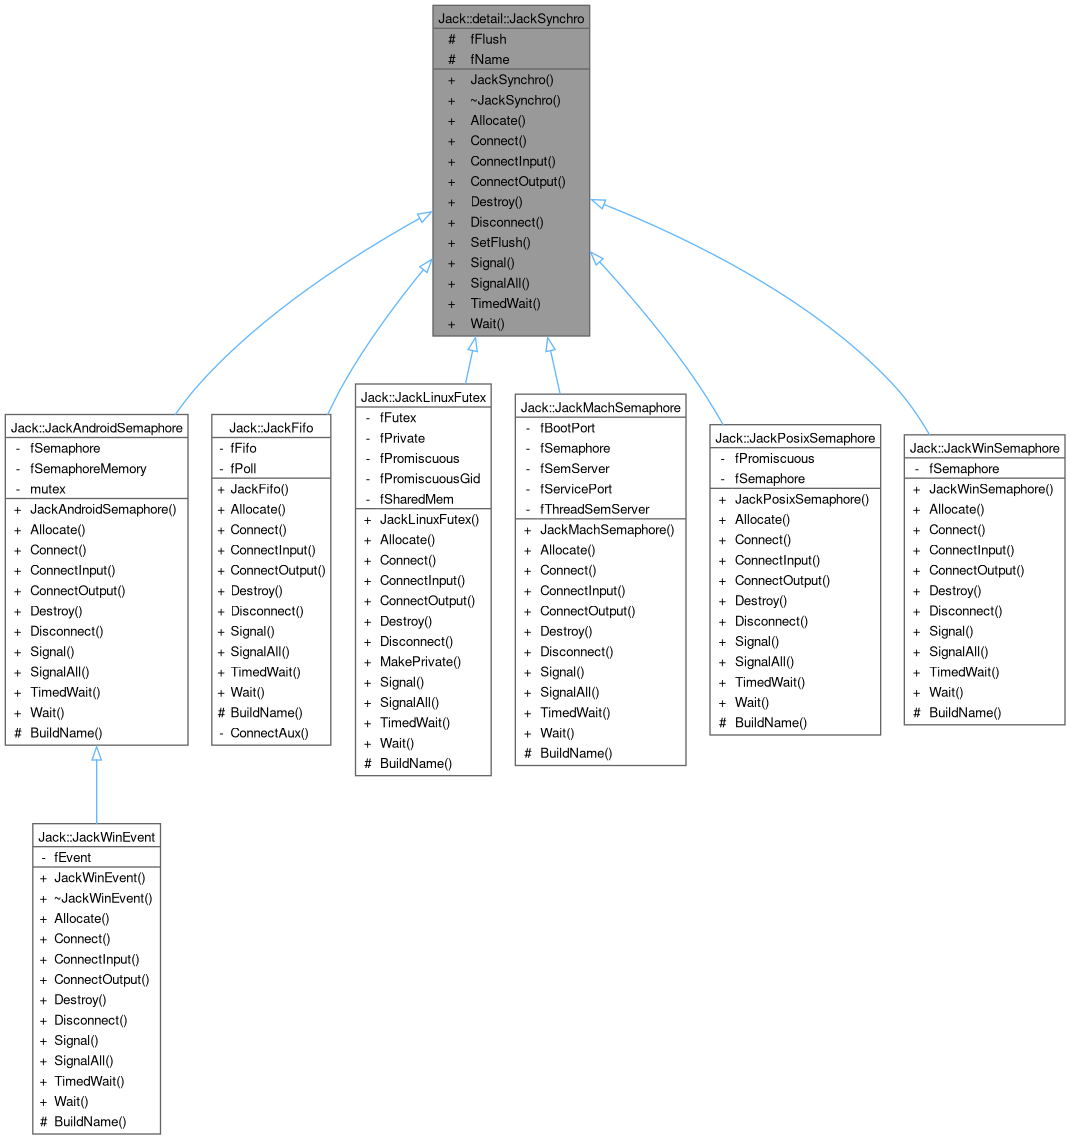 Jack::detail::JackSynchro
# fFlush
# fName
+ JackSynchro()
+ ~JackSynchro()
+ Allocate()
+ Connect()
+ ConnectInput()
+ ConnectOutput()
+ Destroy()
+ Disconnect()
+ SetFlush()
+ Signal()
+ SignalAll()
+ TimedWait()
+ Wait()
Jack::JackAndroidSemaphore
- fSemaphore
- fSemaphoreMemory
- mutex
+ JackAndroidSemaphore()
+ Allocate()
+ Connect()
+ ConnectInput()
+ ConnectOutput()
+ Destroy()
+ Disconnect()
+ Signal()
+ SignalAll()
+ TimedWait()
+ Wait()
# BuildName()
Jack::JackFifo
- fFifo
- fPoll
+ JackFifo()
+ Allocate()
+ Connect()
+ ConnectInput()
+ ConnectOutput()
+ Destroy()
+ Disconnect()
+ Signal()
+ SignalAll()
+ TimedWait()
+ Wait()
# BuildName()
- ConnectAux()
Jack::JackLinuxFutex
- fFutex
- fPrivate
- fPromiscuous
- fPromiscuousGid
- fSharedMem
+ JackLinuxFutex()
+ Allocate()
+ Connect()
+ ConnectInput()
+ ConnectOutput()
+ Destroy()
+ Disconnect()
+ MakePrivate()
+ Signal()
+ SignalAll()
+ TimedWait()
+ Wait()
# BuildName()
Jack::JackMachSemaphore
- fBootPort
- fSemaphore
- fSemServer
- fServicePort
- fThreadSemServer
+ JackMachSemaphore()
+ Allocate()
+ Connect()
+ ConnectInput()
+ ConnectOutput()
+ Destroy()
+ Disconnect()
+ Signal()
+ SignalAll()
+ TimedWait()
+ Wait()
# BuildName()
Jack::JackPosixSemaphore
- fPromiscuous
- fSemaphore
+ JackPosixSemaphore()
+ Allocate()
+ Connect()
+ ConnectInput()
+ ConnectOutput()
+ Destroy()
+ Disconnect()
+ Signal()
+ SignalAll()
+ TimedWait()
+ Wait()
# BuildName()
Jack::JackWinSemaphore
- fSemaphore
+ JackWinSemaphore()
+ Allocate()
+ Connect()
+ ConnectInput()
+ ConnectOutput()
+ Destroy()
+ Disconnect()
+ Signal()
+ SignalAll()
+ TimedWait()
+ Wait()
# BuildName()
Jack::JackWinEvent
- fEvent
+ JackWinEvent()
+ ~JackWinEvent()
+ Allocate()
+ Connect()
+ ConnectInput()
+ ConnectOutput()
+ Destroy()
+ Disconnect()
+ Signal()
+ SignalAll()
+ TimedWait()
+ Wait()
# BuildName()